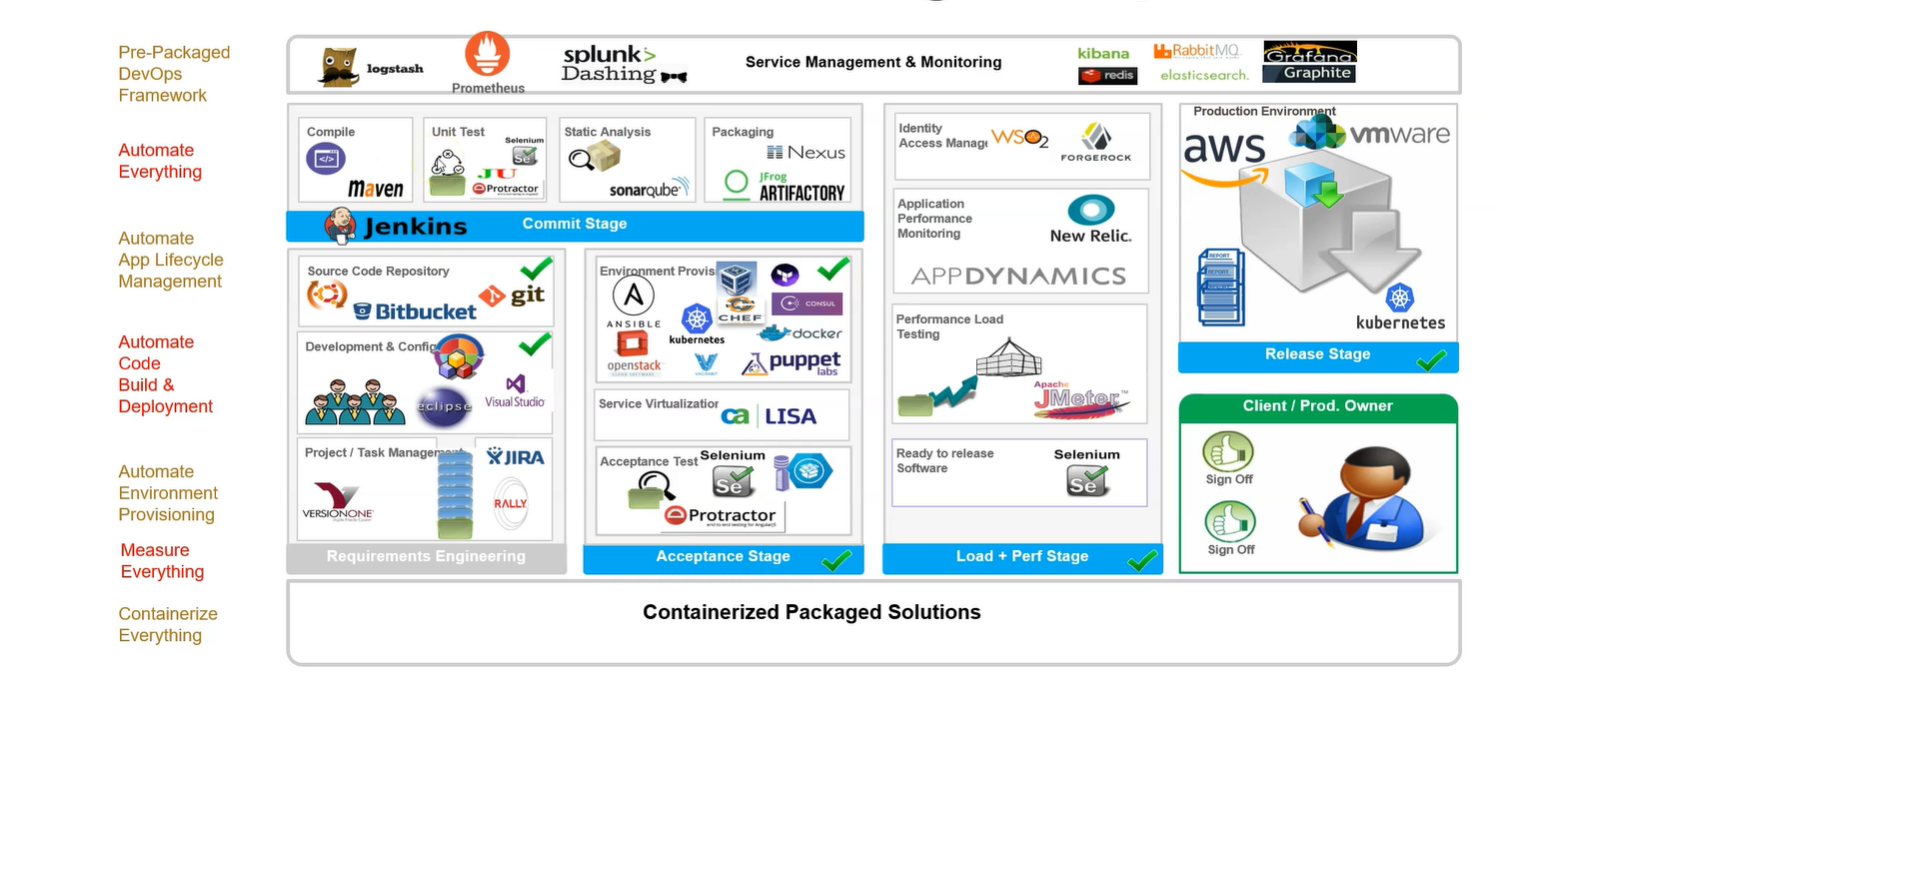 Pre-Packaged
DevOps
Framework
Automate
Everything
Automate
App Lifecycle
Management
Automate
Code
Build &
Deployment
Automate
Environment
Provisioning
Measure
Everything
Containerize
Everything
logstash
Prometheus
splunk>
Dashing
Service Management & Monitoring
kibana
redis
RabbitMQ
elasticsearch.
Grafana
Graphite
Compile
maven
Unit Test
Selenium
Se
JU
Protractor
Static Analysis
sonarqube
Packaging
Nexus
JFrog
ARTIFACTORY
Jenkins
Commit Stage
Source Code Repository
Bitbucket
git
Development & Config
eclipse
Visual Studio
Project / Task Managem
VERSIONONE
JIRA
RALLY
Requirements Engineering
Environment Provis
ANSIBLE
CHEF
CONSUL
kubernetes
docker
openstack
puppet
labs
Service Virtualization
ca LISA
Acceptance Test
Selenium
Se
Protractor
Acceptance Stage
Identity
Access Manag
WSO2
FORGEROCK
Application
Performance
Monitoring
New Relic.
APPDYNAMICS
Performance Load
Testing
Apache
JMeter™
Ready to release
Software
Selenium
Se
Load + Perf Stage
Production Environment
aws
vmware
REPORT
REPORT
kubernetes
Release Stage
Client / Prod. Owner
Sign Off
Sign Off
Containerized Packaged Solutions